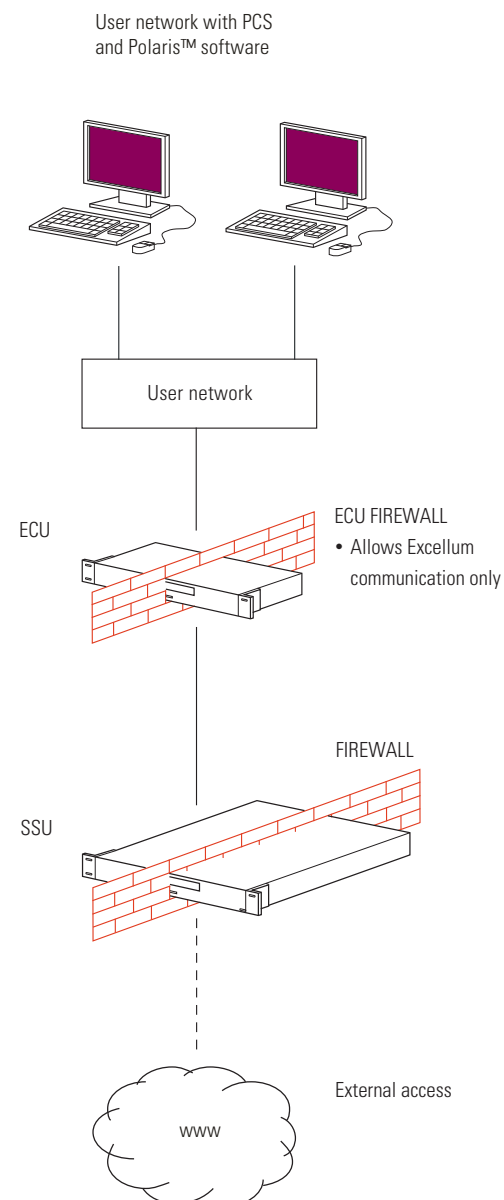 User network with PCS
and Polaris™ software
User network
ECU
ECU FIREWALL
• Allows Excellum
communication only
FIREWALL
SSU
External access
www